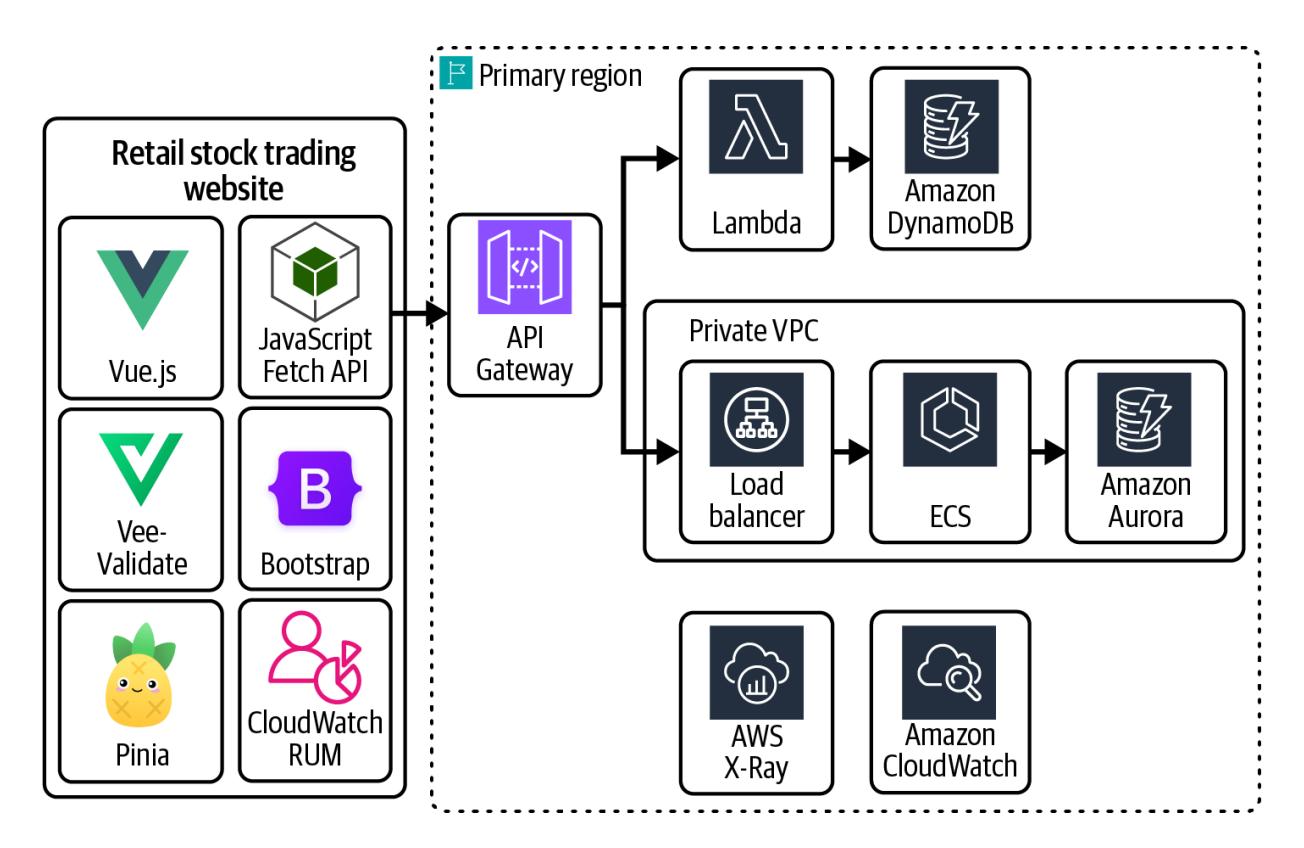 Primary region
Retail stock trading
website
Vue.js
JavaScript
Fetch API
Vee-
Validate
B
Bootstrap
Pinia
CloudWatch
RUM
</>
API
Gateway
Lambda
Amazon
DynamoDB
Private VPC
Load
balancer
ECS
Amazon
Aurora
AWS
X-Ray
Amazon
CloudWatch